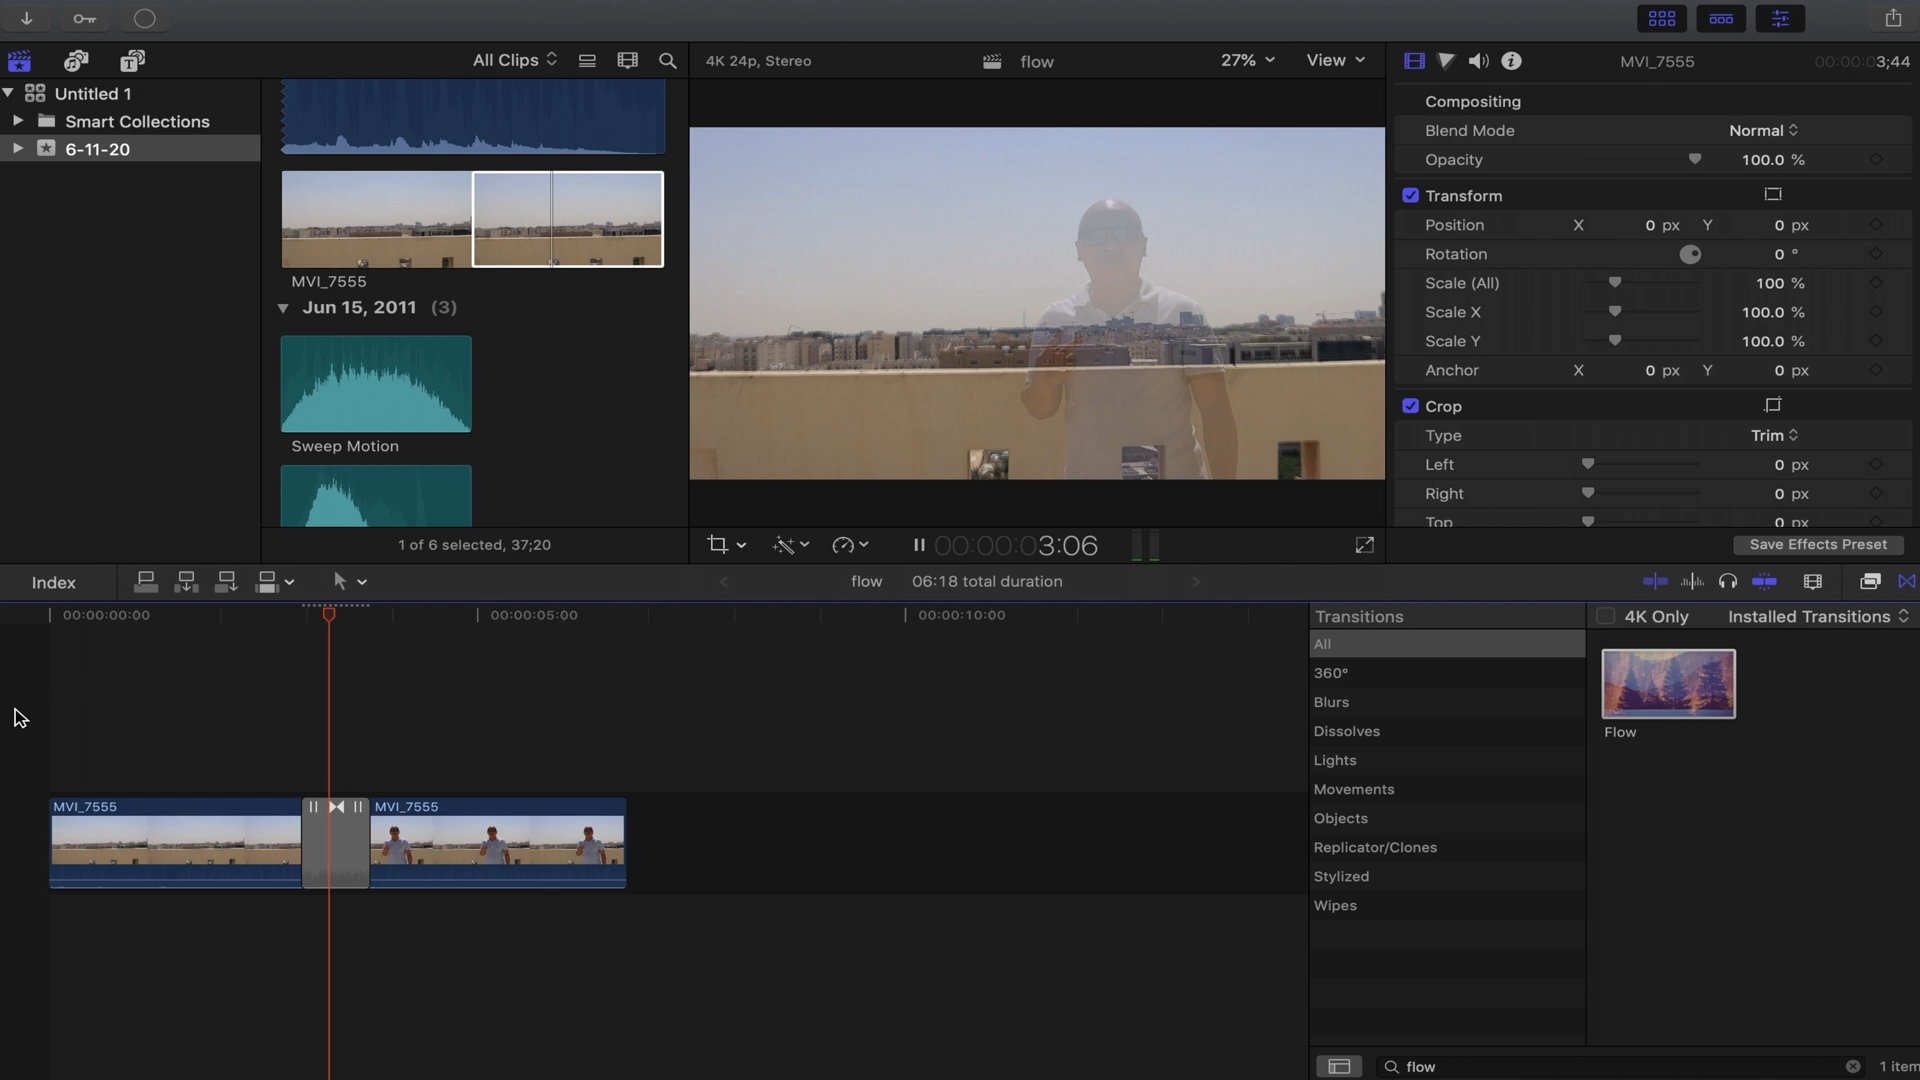 All Clips
4K 24p, Stereo
flow
27%
View
MVI_7555
00:00:03;44
Untitled 1
Smart Collections
6-11-20
MVI_7555
Jun 15, 2011 (3)
Sweep Motion
1 of 6 selected, 37;20
Compositing
Blend Mode Normal
Opacity 100.0 %
Transform
Position X 0 px Y 0 px
Rotation 0 °
Scale (All) 100 %
Scale X 100.0 %
Scale Y 100.0 %
Anchor X 0 px Y 0 px
Crop
Type Trim
Left 0 px
Right 0 px
Top 0 px
00:00:03:06
Save Effects Preset
Index
flow 06:18 total duration
00:00:00:00 00:00:05:00 00:00:10:00
MVI_7555 MVI_7555
Transitions
All
360°
Blurs
Dissolves
Lights
Movements
Objects
Replicator/Clones
Stylized
Wipes
4K Only Installed Transitions
Flow
flow
1 item